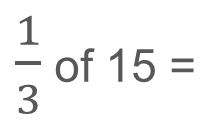 1/3 of 15 =